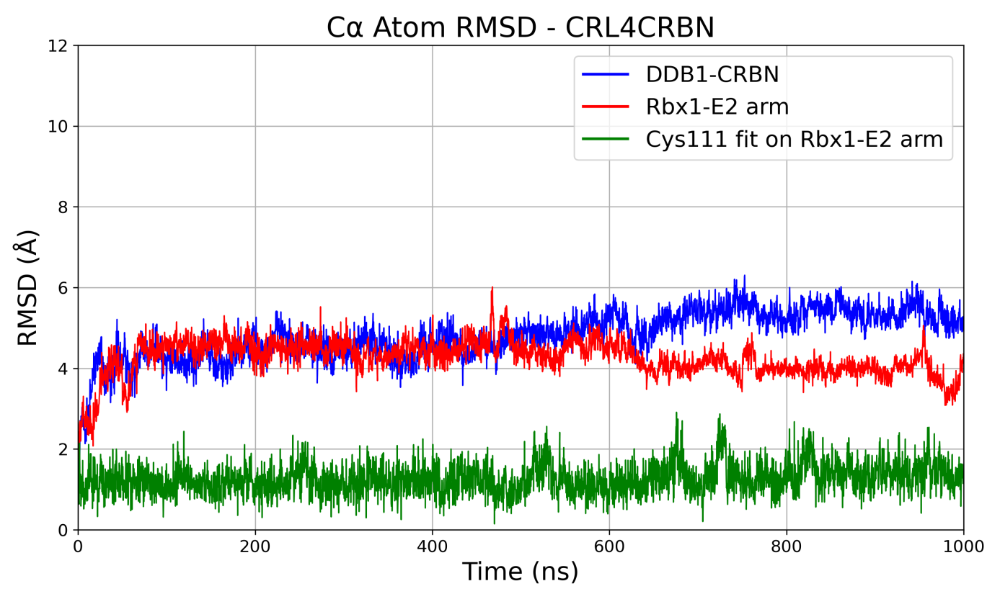 Cα Atom RMSD - CRL4CRBN
12
10
8
6
4
2
0
RMSD (Å)
DDB1-CRBN
Rbx1-E2 arm
Cys111 fit on Rbx1-E2 arm
0 200 400 600 800 1000
Time (ns)